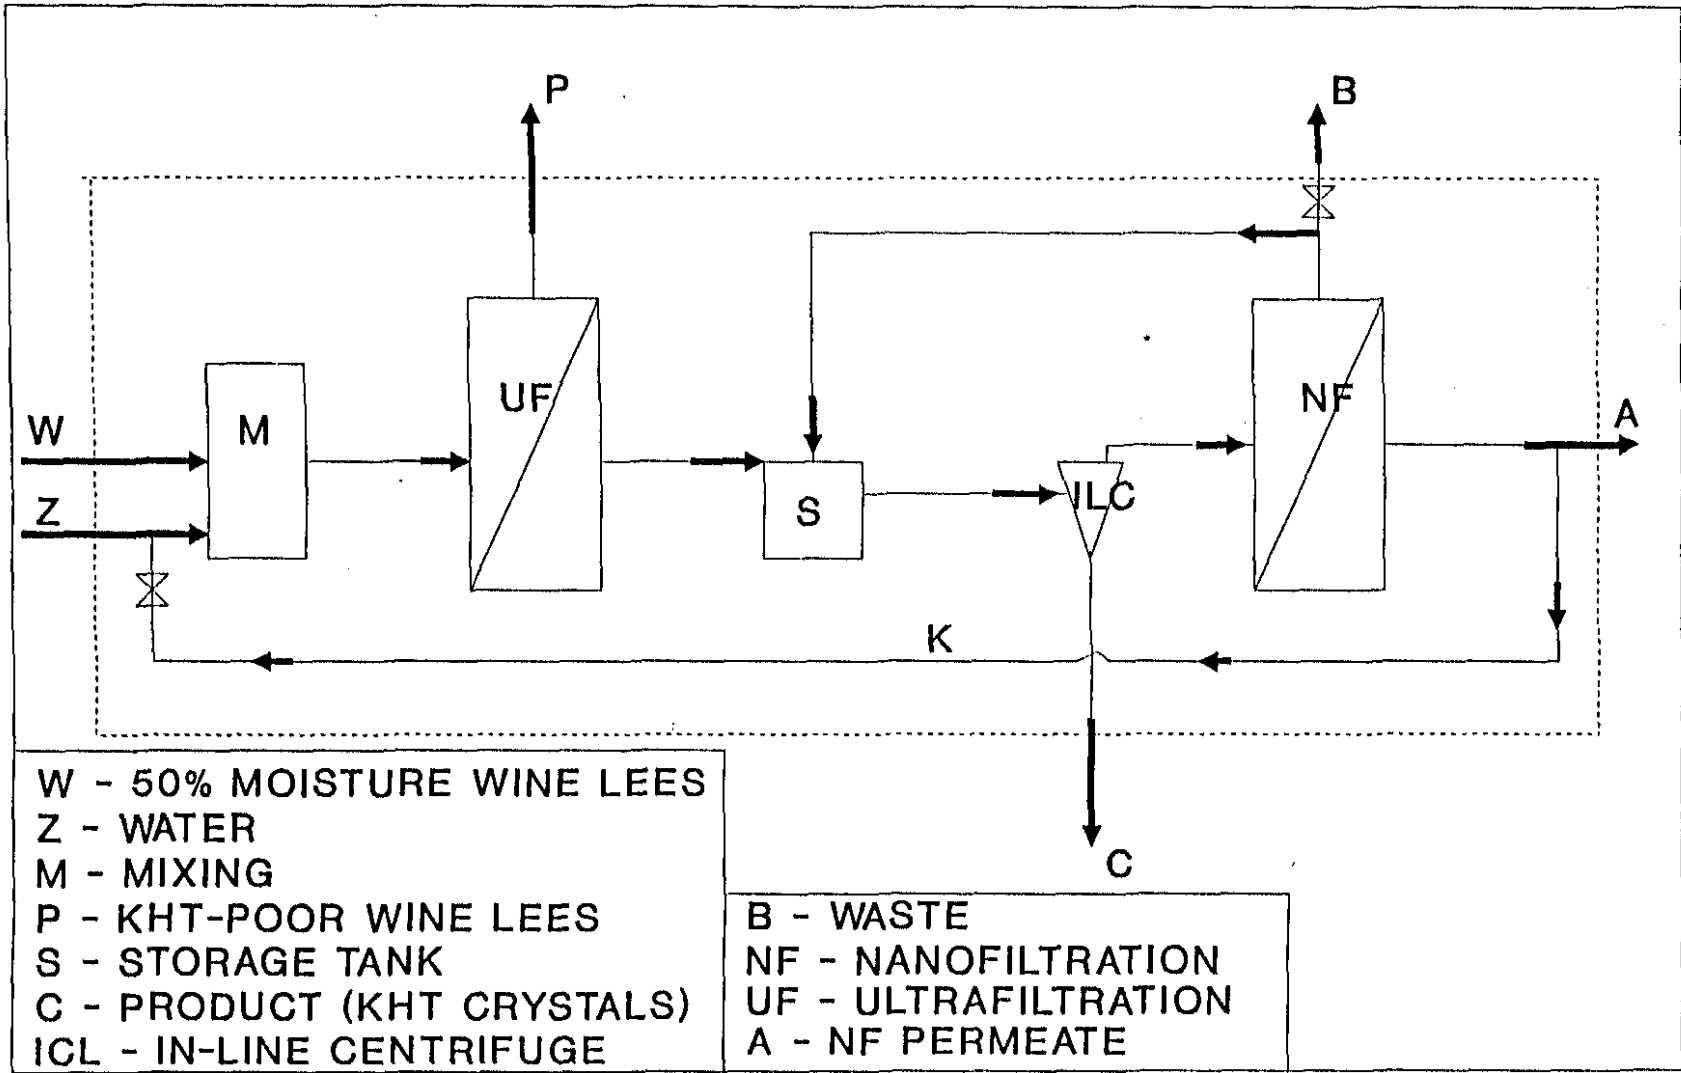 P
B
UF
NF
W
M
A
Z
S
ILC
K
C
W - 50% MOISTURE WINE LEES
Z - WATER
M - MIXING
P - KHT-POOR WINE LEES
S - STORAGE TANK
C - PRODUCT (KHT CRYSTALS)
ICL - IN-LINE CENTRIFUGE
B - WASTE
NF - NANOFILTRATION
UF - ULTRAFILTRATION
A - NF PERMEATE